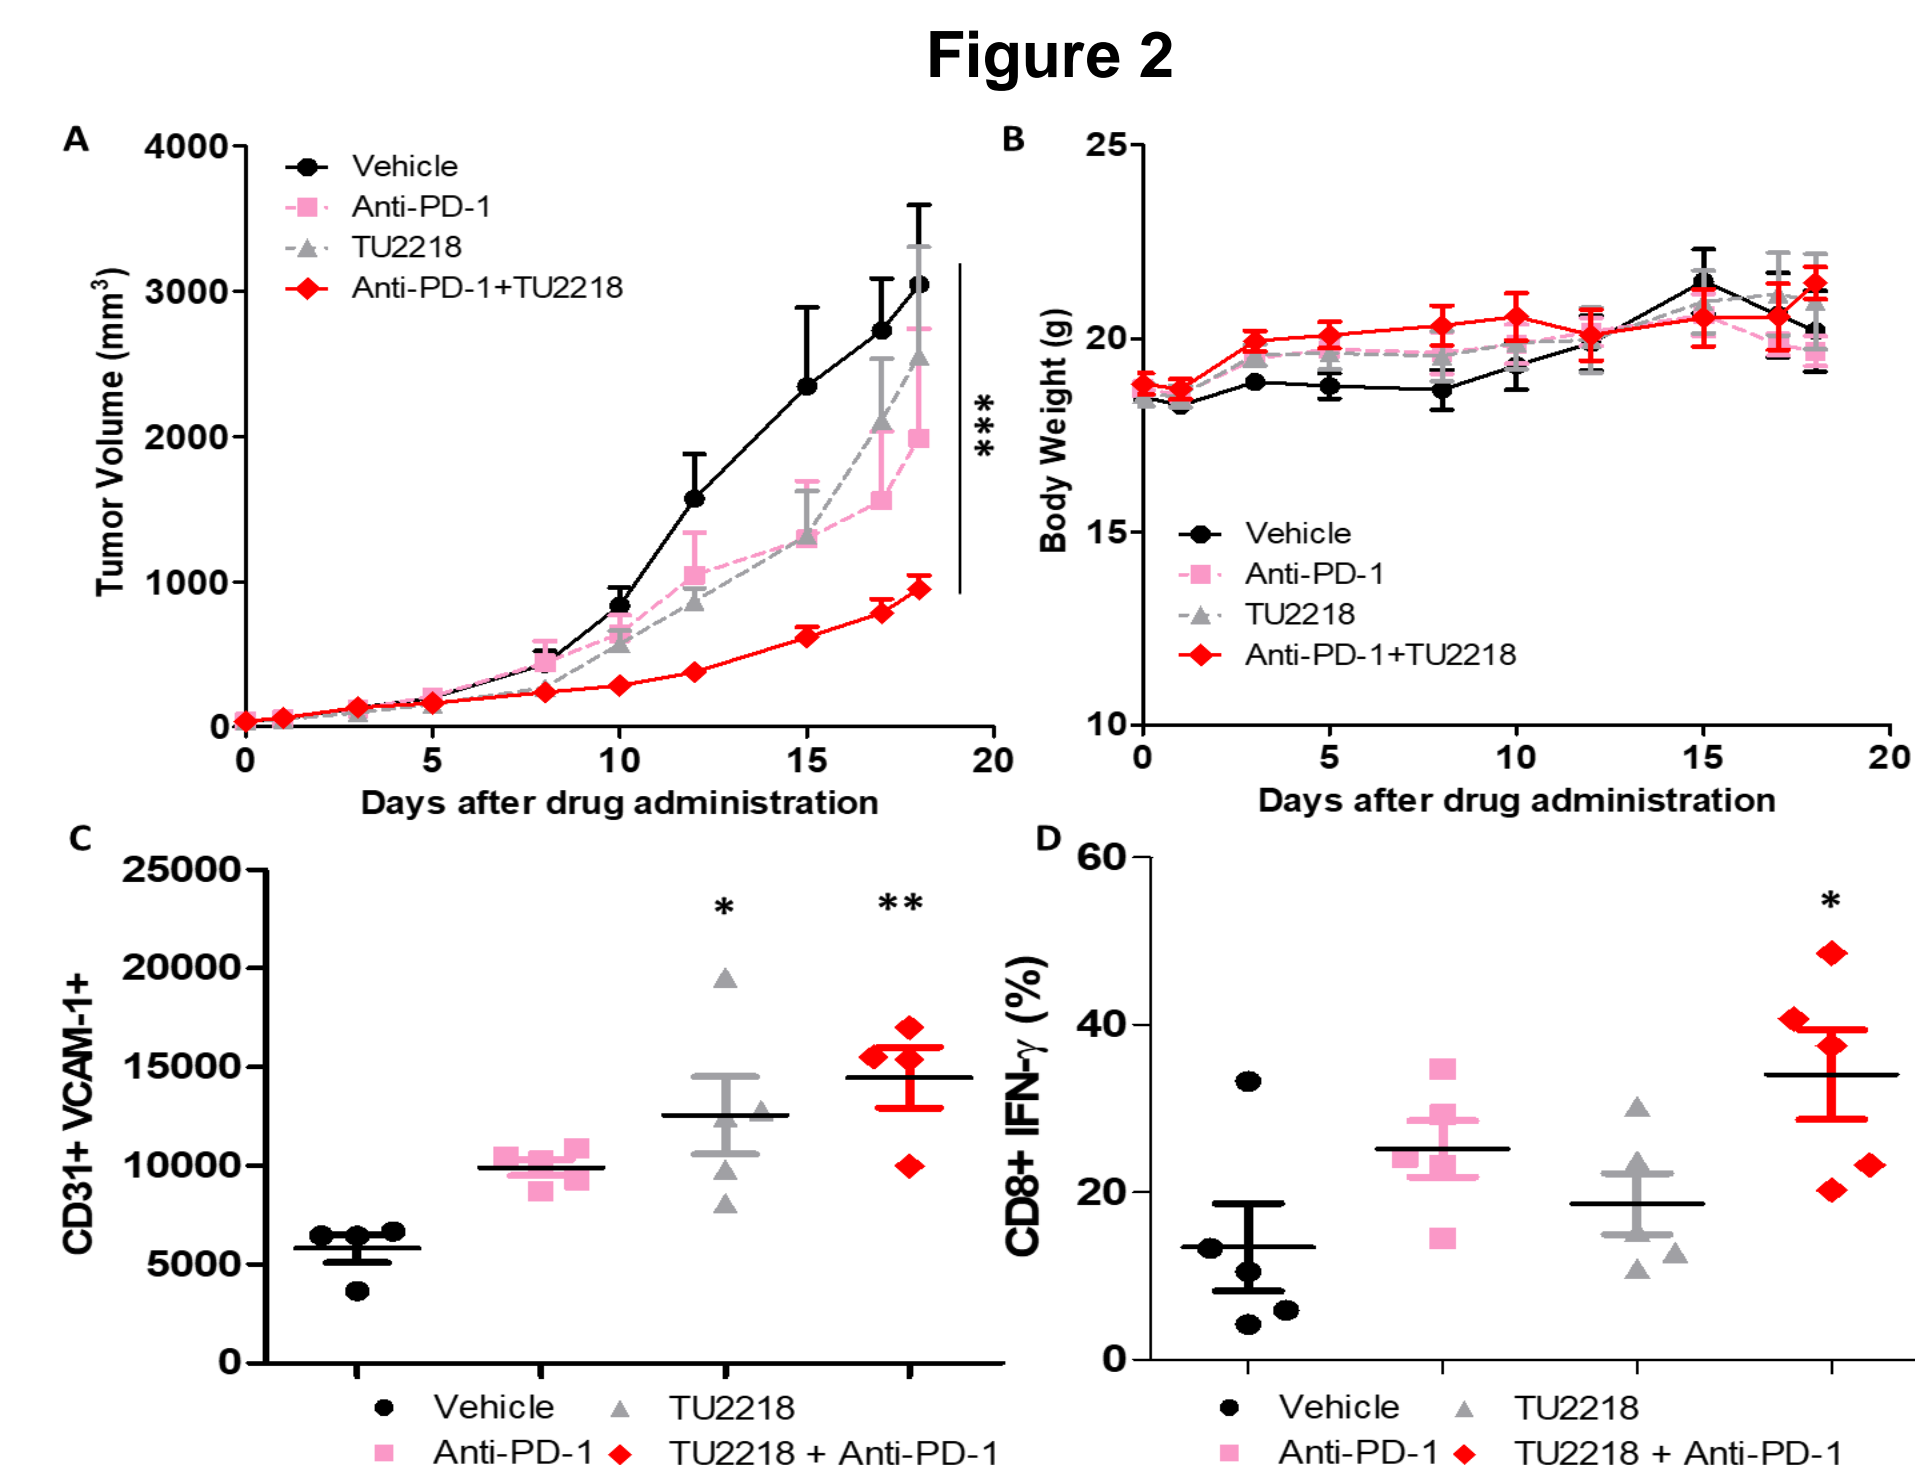 Figure 2
A
4000
3000
2000
1000
0
Tumor Volume (mm³)
Vehicle
Anti-PD-1
TU2218
Anti-PD-1+TU2218
***
0 5 10 15 20
Days after drug administration
B
25
20
15
10
Body Weight (g)
Vehicle
Anti-PD-1
TU2218
Anti-PD-1+TU2218
0 5 10 15 20
Days after drug administration
C
25000
20000
15000
10000
5000
0
CD31+ VCAM-1+
* **
Vehicle TU2218
Anti-PD-1 TU2218 + Anti-PD-1
D
60
40
20
0
CD8+ IFN-γ (%)
*
Vehicle TU2218
Anti-PD-1 TU2218 + Anti-PD-1